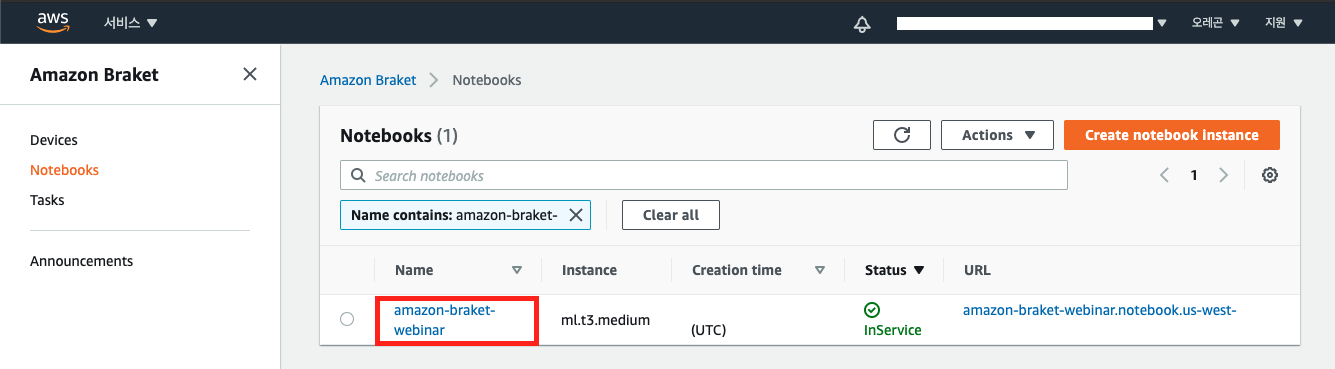 aws
서비스
오레곤
지원
Amazon Braket
Devices
Notebooks
Tasks
Announcements
Amazon Braket Notebooks
Notebooks (1)
Actions
Create notebook instance
Search notebooks
1
Name contains: amazon-braket-
Clear all
Name Instance Creation time Status URL
amazon-braket-
webinar
ml.t3.medium
(UTC)
InService
amazon-braket-webinar.notebook.us-west-